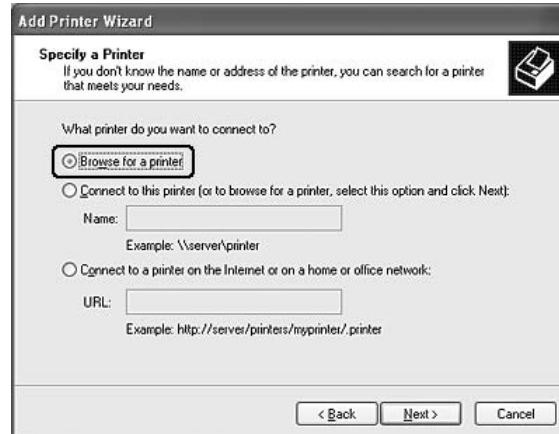 Add Printer Wizard
Specify a Printer
If you don't know the name or address of the printer, you can search for a printer
that meets your needs.
What printer do you want to connect to?
Browse for a printer
Connect to this printer (or to browse for a printer, select this option and click Next):
Name:
Example: \\server\printer
Connect to a printer on the Internet or on a home or office network:
URL:
Example: http://server/printers/myprinter/.printer
< Back
Next >
Cancel